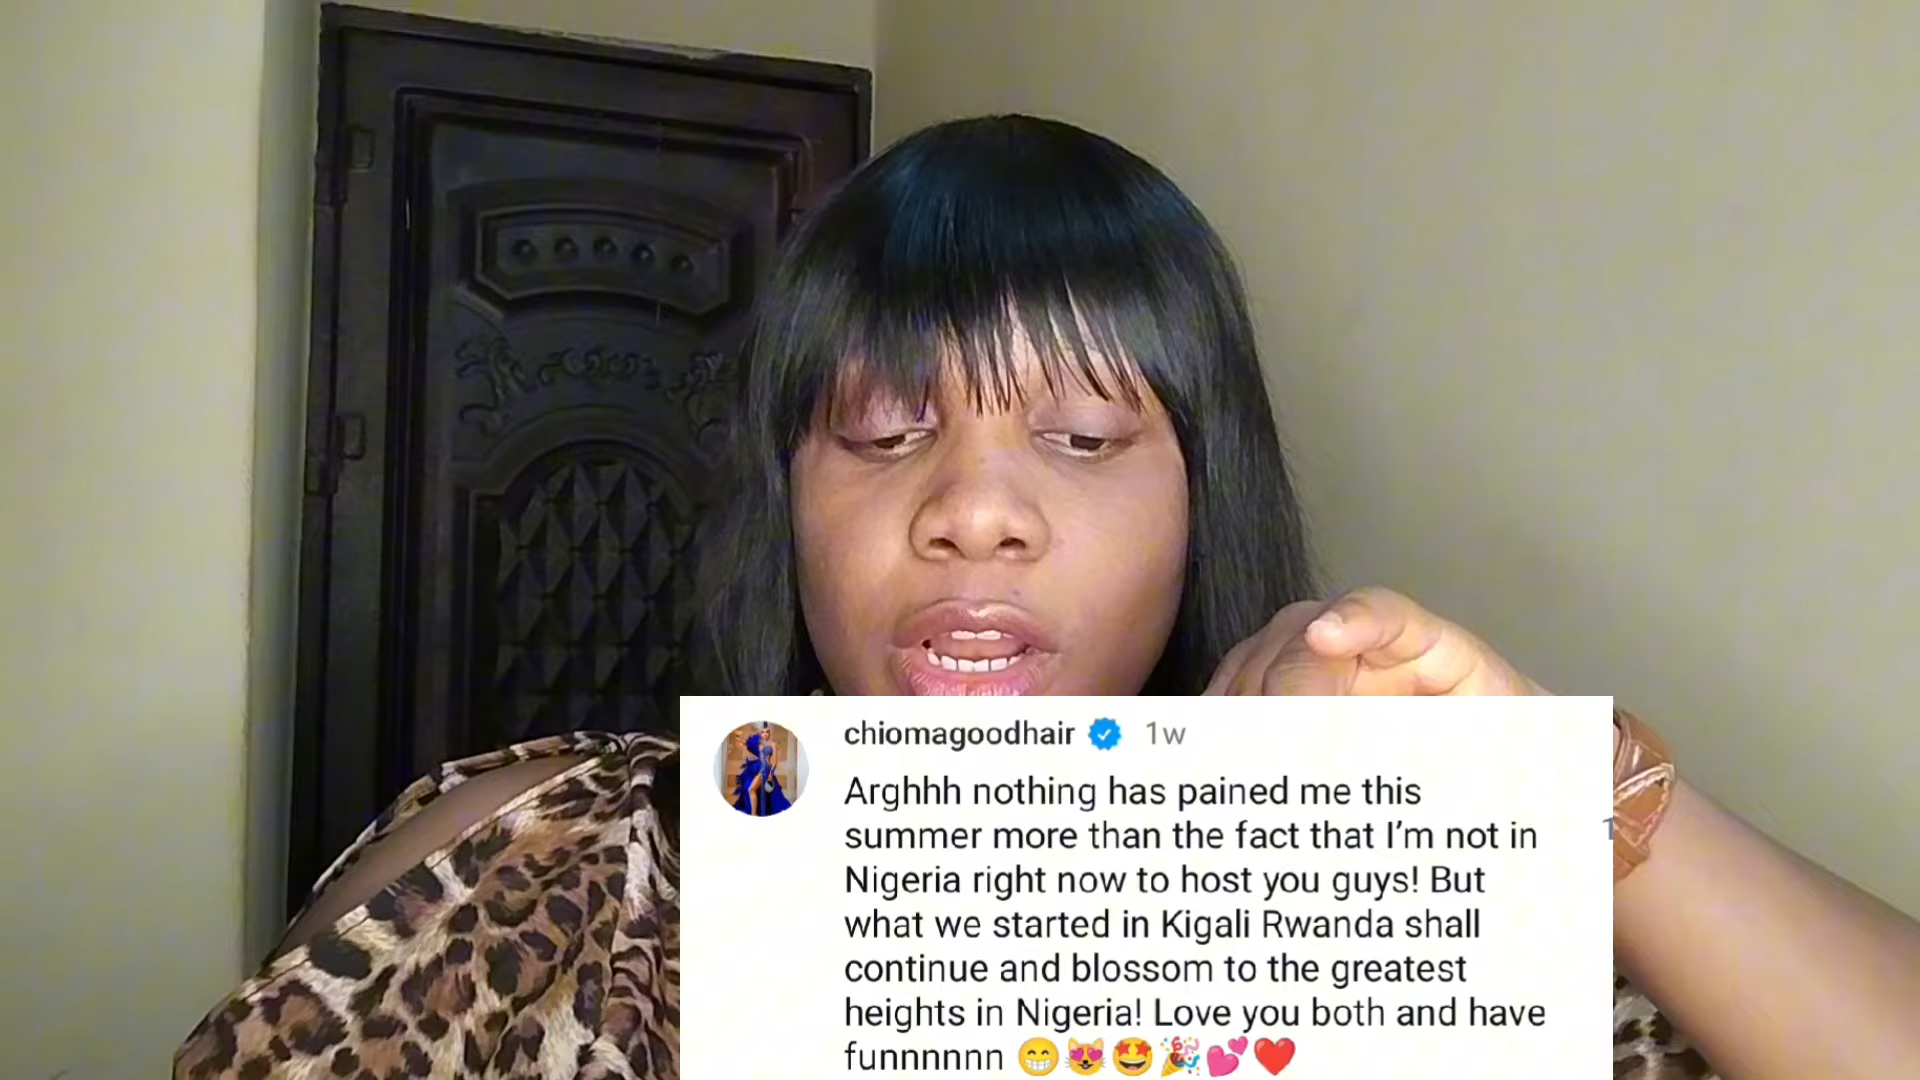 chiomagoodhair 1w
Arghhh nothing has pained me this
summer more than the fact that I’m not in
Nigeria right now to host you guys! But
what we started in Kigali Rwanda shall
continue and blossom to the greatest
heights in Nigeria! Love you both and have
funnnnnn 😁😻🤩🎉💕❤️
1